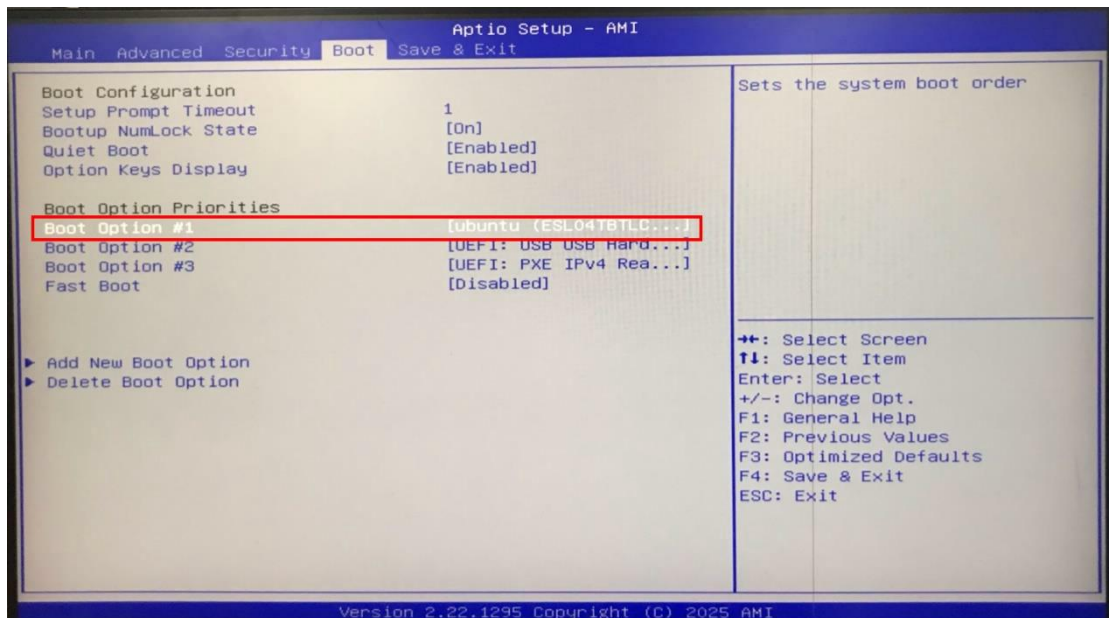 Aptio Setup – AMI
Main Advanced Security Boot Save & Exit
Boot Configuration
Setup Prompt Timeout 1
Bootup NumLock State [On]
Quiet Boot [Enabled]
Option Keys Display [Enabled]
Boot Option Priorities
Boot Option #1 [ubuntu (ESL04TBTLC...]
Boot Option #2 [UEFI: USB USB Hard...]
Boot Option #3 [UEFI: PXE IPv4 Rea...]
Fast Boot [Disabled]
▶ Add New Boot Option
▶ Delete Boot Option
Sets the system boot order
→←: Select Screen
↑↓: Select Item
Enter: Select
+/-: Change Opt.
F1: General Help
F2: Previous Values
F3: Optimized Defaults
F4: Save & Exit
ESC: Exit
Version 2.22.1295 Copyright (C) 2025 AMI